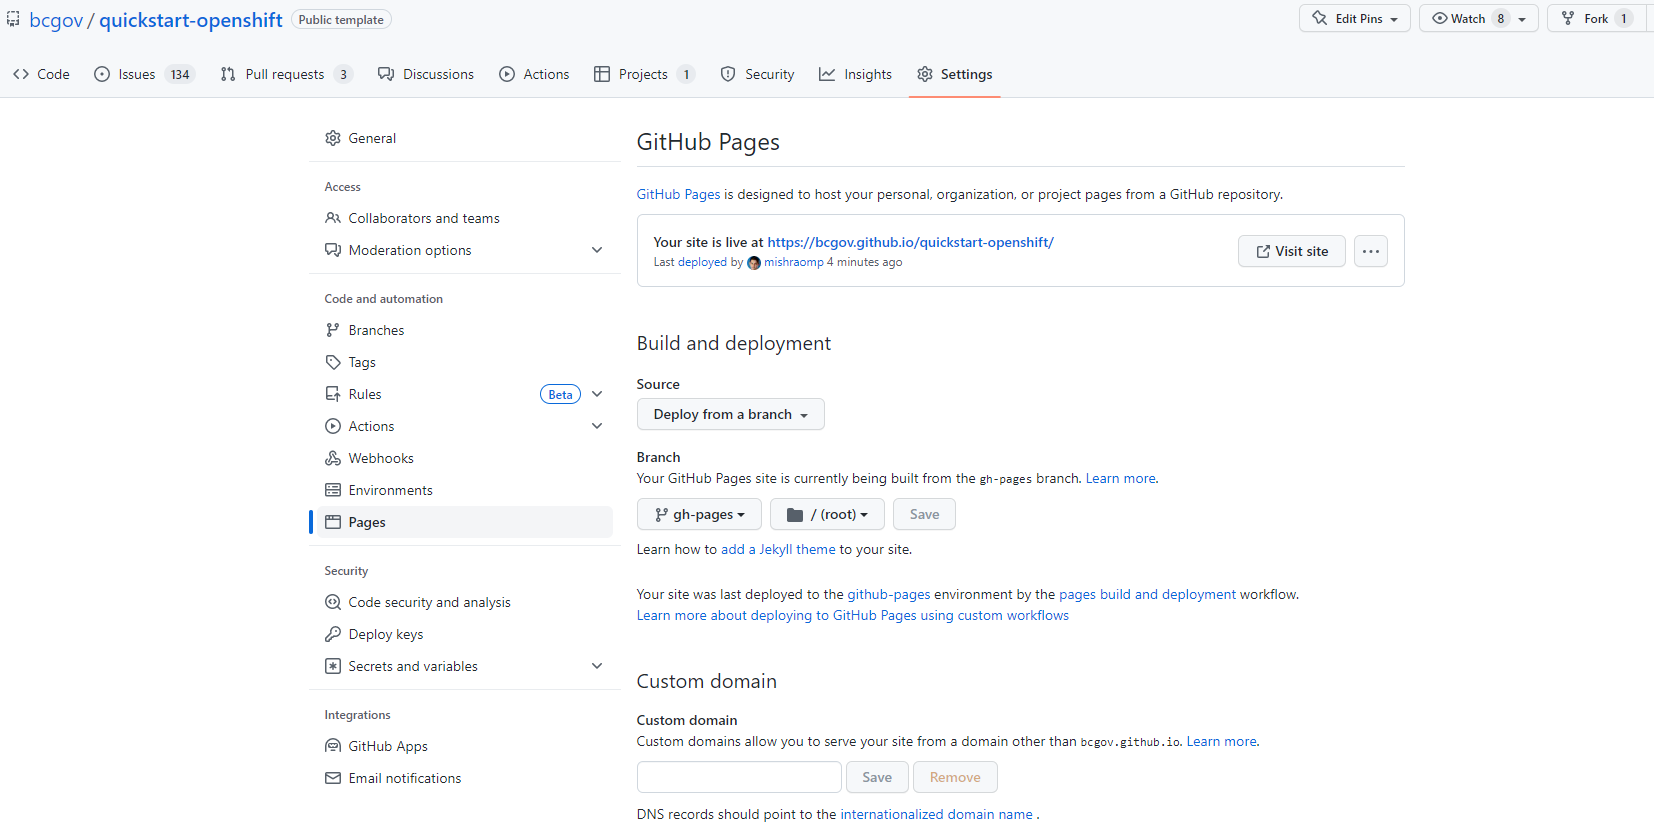 bcgov / quickstart-openshift Public template Edit Pins Watch 8 Fork 1
Code Issues 134 Pull requests 3 Discussions Actions Projects 1 Security Insights Settings
General
Access
Collaborators and teams
Moderation options
Code and automation
Branches
Tags
Rules Beta
Actions
Webhooks
Environments
Pages
Security
Code security and analysis
Deploy keys
Secrets and variables
Integrations
GitHub Apps
Email notifications
GitHub Pages
GitHub Pages is designed to host your personal, organization, or project pages from a GitHub repository.
Your site is live at https://bcgov.github.io/quickstart-openshift/
Last deployed by mishraomp 4 minutes ago
Visit site
Build and deployment
Source
Deploy from a branch
Branch
Your GitHub Pages site is currently being built from the gh-pages branch. Learn more.
gh-pages / (root) Save
Learn how to add a Jekyll theme to your site.
Your site was last deployed to the github-pages environment by the pages build and deployment workflow.
Learn more about deploying to GitHub Pages using custom workflows
Custom domain
Custom domain
Custom domains allow you to serve your site from a domain other than bcgov.github.io. Learn more.
Save Remove
DNS records should point to the internationalized domain name .